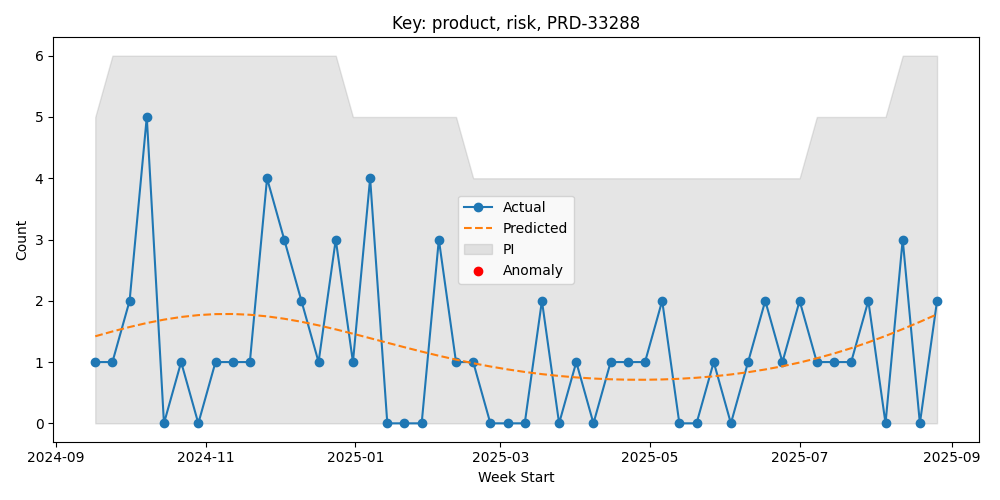 Key: product, risk, PRD-33288
6
5
4
3
2
1
0
Count
Actual
Predicted
PI
Anomaly
2024-09
2024-11
2025-01
2025-03
2025-05
2025-07
2025-09
Week Start